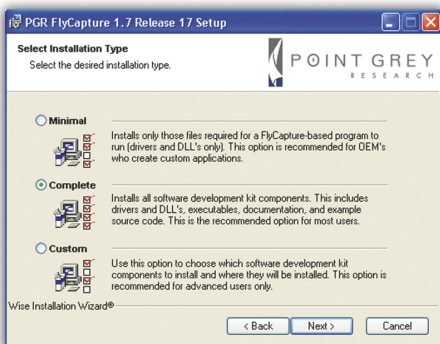 PGR FlyCapture 1.7 Release 17 Setup
Select Installation Type
Select the desired installation type.
POINT GREY
RESEARCH
Minimal
Installs only those files required for a FlyCapture-based program to
run (drivers and DLL's only). This option is recommended for OEM's
who create custom applications.
Complete
Installs all software development kit components. This includes
drivers and DLL's, executables, documentation, and example
source code. This is the recommended option for most users.
Custom
Use this option to choose which software development kit
components to install and where they will be installed. This option is
recommended for advanced users only.
Wise Installation Wizard®
< Back
Next >
Cancel